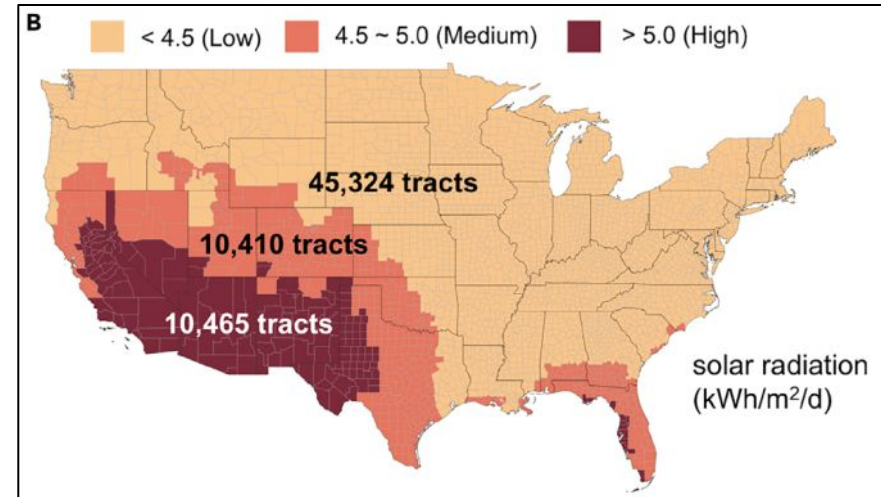 B
< 4.5 (Low)
4.5 ~ 5.0 (Medium)
> 5.0 (High)
45,324 tracts
10,410 tracts
10,465 tracts
solar radiation
(kWh/m²/d)